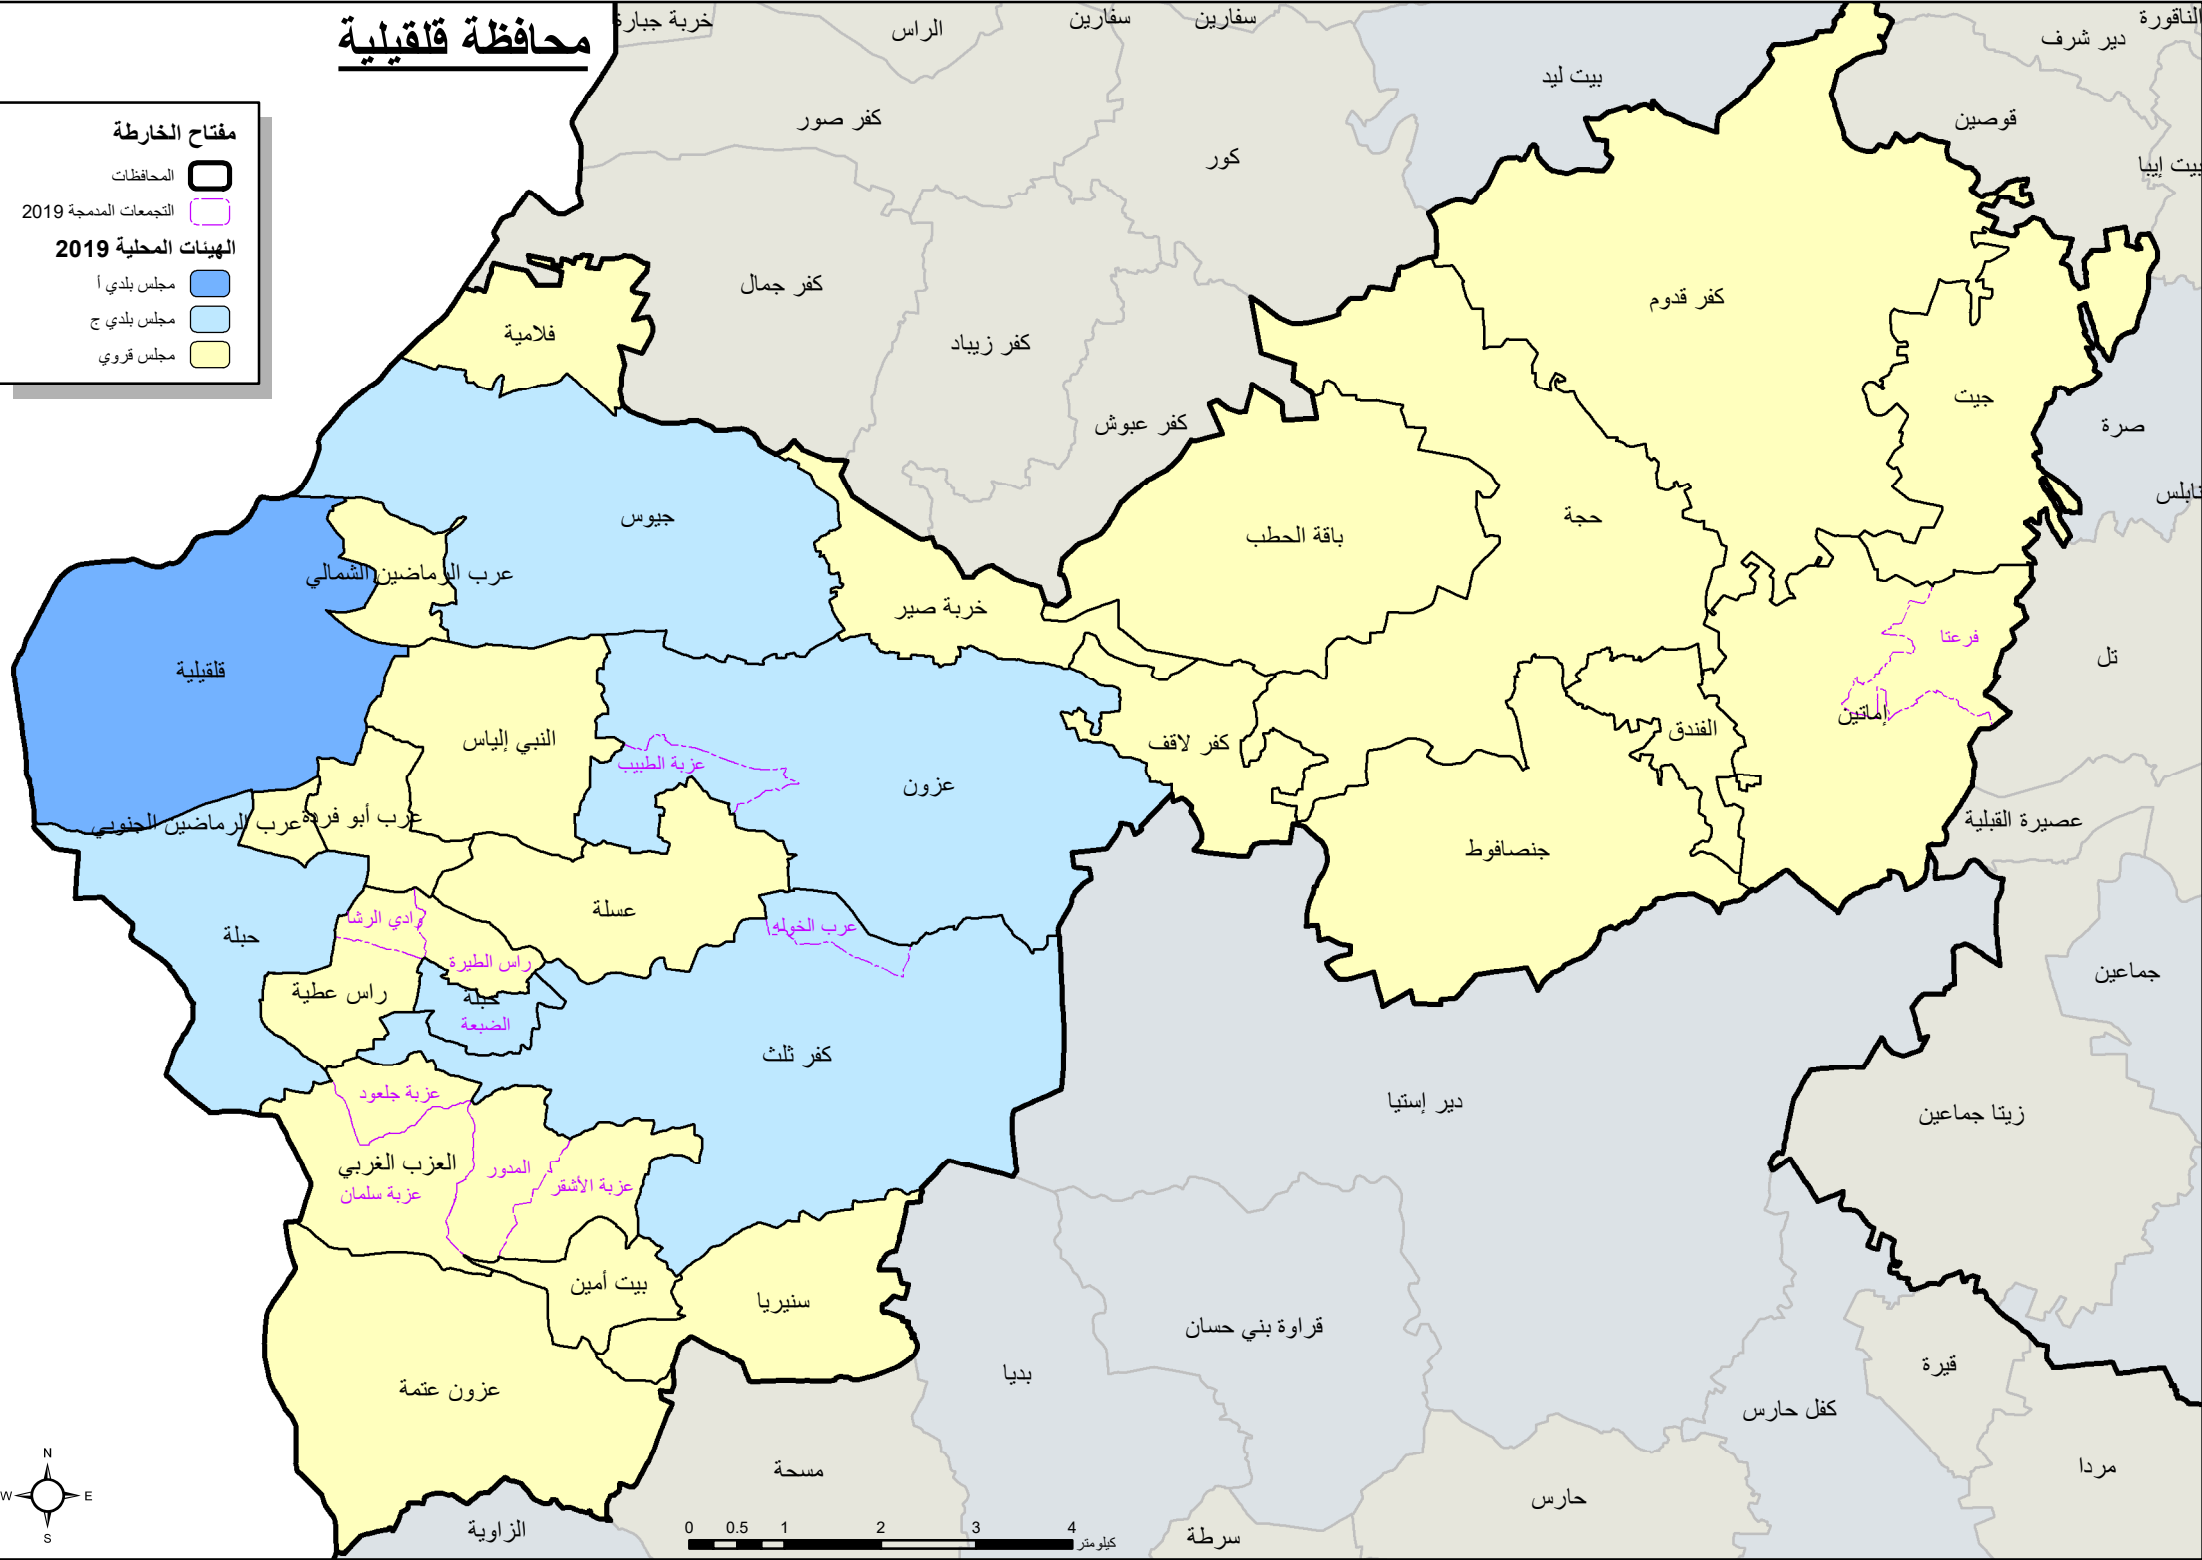 محافظة قلقيلية
مفتاح الخارطة
المحافظات
التجمعات المدمجة 2019
الهيئات المحلية 2019
مجلس بلدي أ
مجلس بلدي ج
مجلس قروي
خربة جبارة
الراس
سفارين
سفارين
بيت ليد
دير شرف
الناقورة
كفر صور
كور
قوصين
بيت إيبا
كفر جمال
كفر زيباد
كفر عبوش
فلامية
كفر قدوم
جيت
صرة
نابلس
جيوس
باقة الحطب
حجة
عرب الرماضين الشمالي
خربة صير
فرعتا
تل
قلقيلية
النبي إلياس
عزبة الطبيب
عزون
كفر لاقف
الفندق
إماتين
عرب الرماضين الجنوبي
عرب أبو فردة
جنصافوط
عصيرة القبلية
حبلة
وادي الرشا
عسلة
عرب الخولة
راس الطيرة
راس عطية
حبلة
الضبعة
كفر ثلث
جماعين
عزبة جلعود
دير إستيا
زيتا جماعين
العزب الغربي
عزبة سلمان
المدور
عزبة الأشقر
بيت أمين
سنيريا
قراوة بني حسان
بديا
قيرة
كفل حارس
عزون عتمة
مسحة
حارس
مردا
الزاوية
سرطة
N
W
E
S
0 0.5 1 2 3 4
كيلومتر